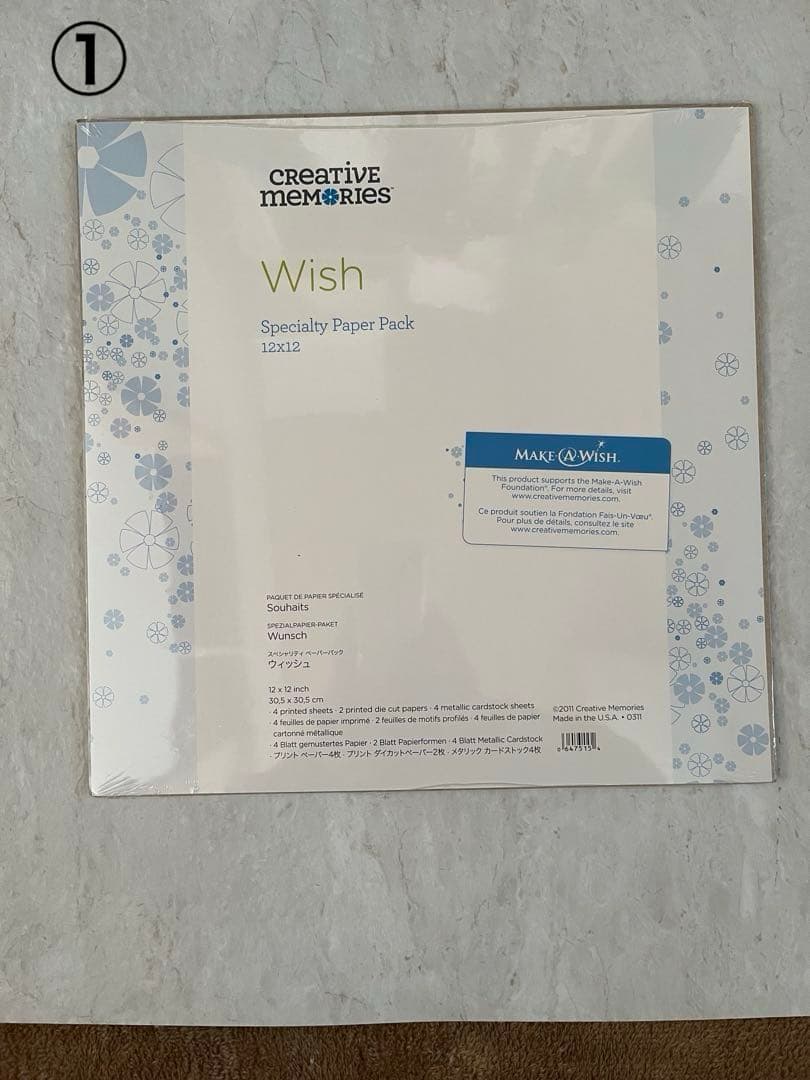 ①
CREATIVE
MEMORIES™
Wish
Specialty Paper Pack
12x12
MAKE·A·WISH®
This product supports the Make-A-Wish
Foundation®. For more details, visit
www.creativememories.com.
Ce produit soutien la Fondation Fais-Un-Vœu®.
Pour plus de détails, consultez le site
www.creativememories.com.
PAQUET DE PAPIER SPÉCIALISÉ
Souhaits
SPEZIALPAPIER-PAKET
Wunsch
スペシャリティ ペーパーパック
ウィッシュ
12 x 12 inch
30,5 x 30,5 cm
· 4 printed sheets · 2 printed die cut papers · 4 metallic cardstock sheets
· 4 feuilles de papier imprimé · 2 feuilles de motifs profilés · 4 feuilles de papier
cartonné métallique
· 4 Blatt gemustertes Papier · 2 Blatt Papierformen · 4 Blatt Metallic Cardstock
· プリント ペーパー4枚 · プリント ダイカットペーパー2枚 · メタリック カードストック4枚
©2011 Creative Memories
Made in the U.S.A. • 0311
0 647515 4